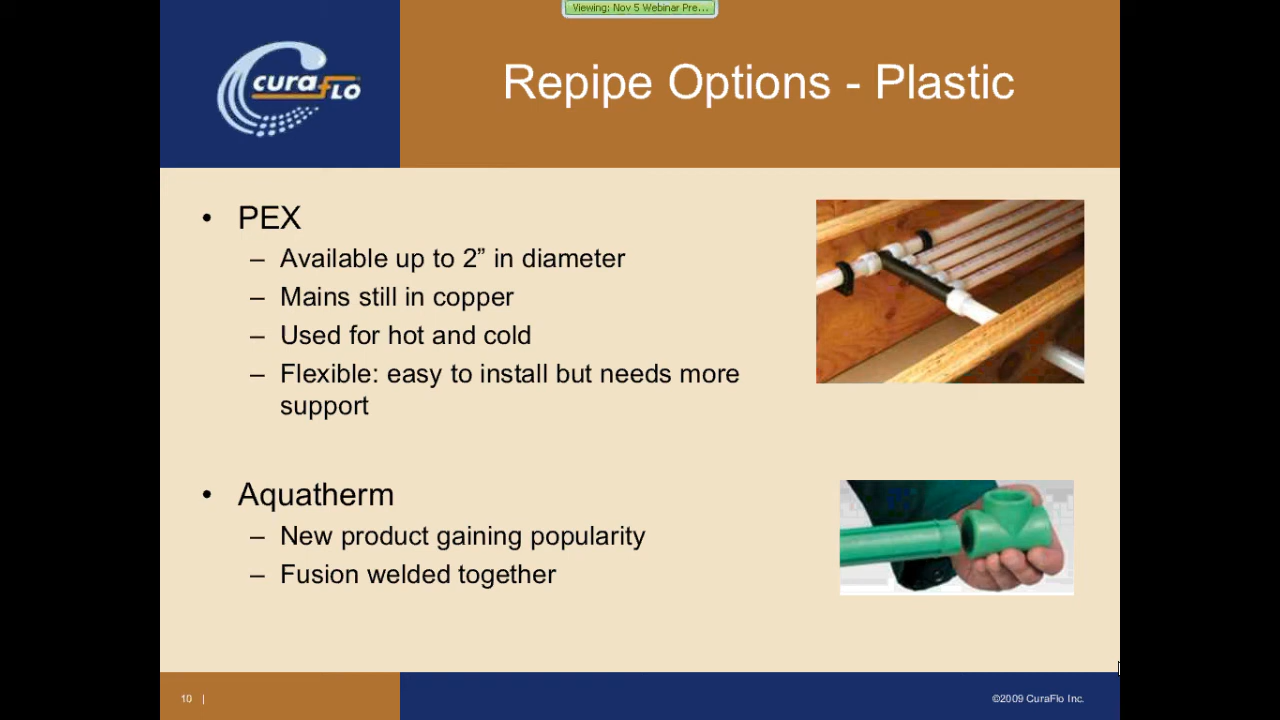 Viewing: Nov 5 Webinar Pre...
curaFLO
Repipe Options - Plastic
• PEX
– Available up to 2” in diameter
– Mains still in copper
– Used for hot and cold
– Flexible: easy to install but needs more
support
• Aquatherm
– New product gaining popularity
– Fusion welded together
10 |
©2009 CuraFlo Inc.